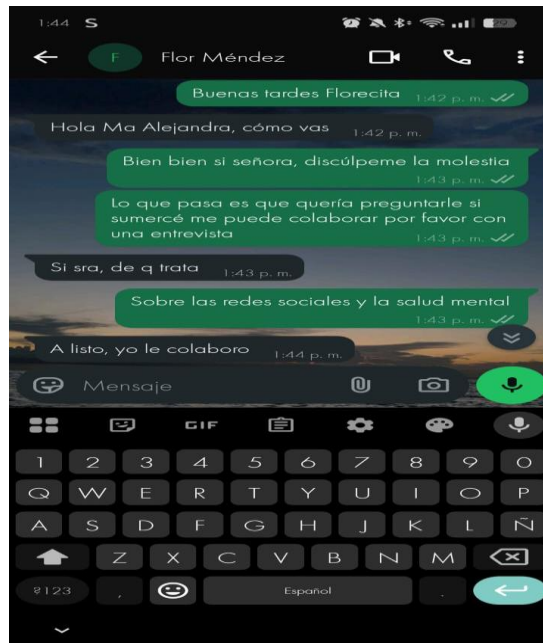 1:44 S
29
F Flor Méndez
Buenas tardes Florecita 1:42 p. m.
Hola Ma Alejandra, cómo vas 1:42 p. m.
Bien bien si señora, discúlpeme la molestia
1:43 p. m.
Lo que pasa es que quería preguntarle si
sumercé me puede colaborar por favor con
una entrevista
1:43 p. m.
Si sra, de q trata 1:43 p. m.
Sobre las redes sociales y la salud mental
1:43 p. m.
A listo, yo le colaboro 1:44 p. m.
Mensaje
GIF
1 2 3 4 5 6 7 8 9 0
Q W E R T Y U I O P
A S D F G H J K L Ñ
Z X C V B N M
?123 , Español .